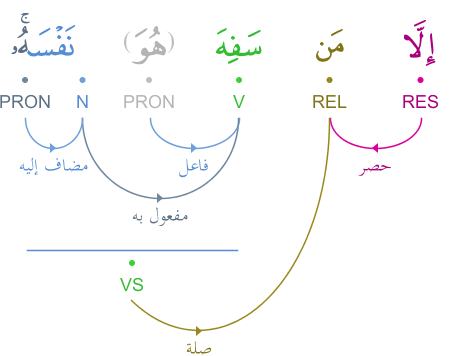 إِلَّا مَن سَفِهَ (هُوَ) نَفْسَهُۥۚ
RES REL V PRON N PRON
حصر فاعل مضاف إليه
مفعول به
VS
صلة